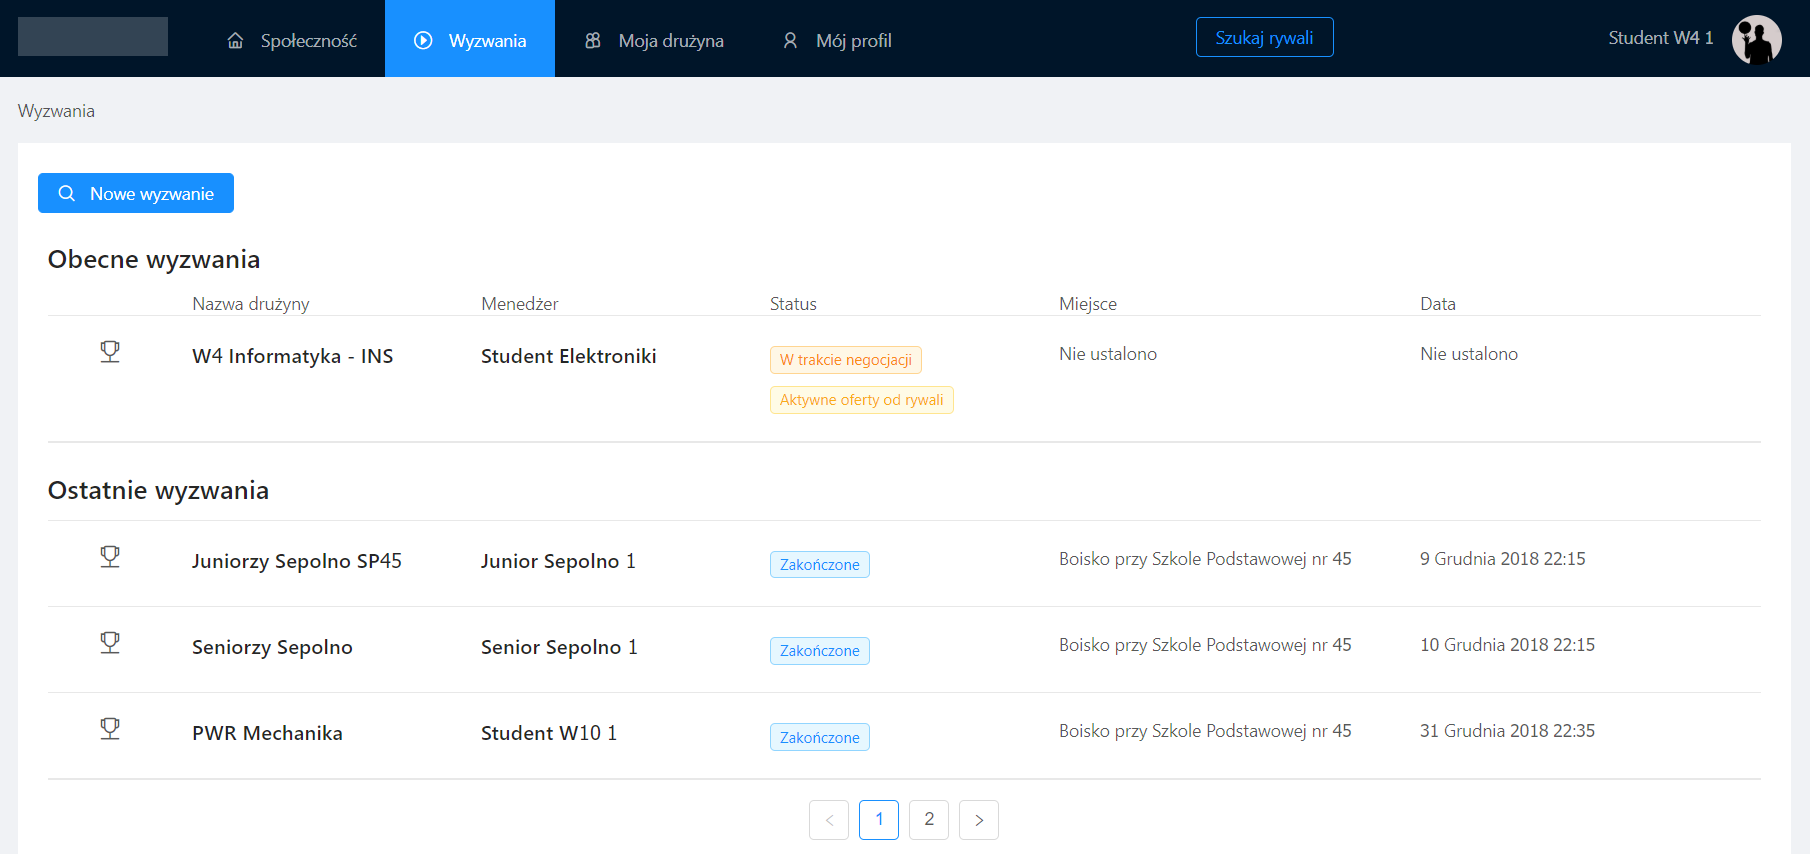 Społeczność Wyzwania Moja drużyna Mój profil Szukaj rywali Student W4 1
Wyzwania
Nowe wyzwanie
Obecne wyzwania
Nazwa drużyny Menedżer Status Miejsce Data
W4 Informatyka - INS Student Elektroniki W trakcie negocjacji Nie ustalono Nie ustalono
Aktywne oferty od rywali
Ostatnie wyzwania
Juniorzy Sepolno SP45 Junior Sepolno 1 Zakończone Boisko przy Szkole Podstawowej nr 45 9 Grudnia 2018 22:15
Seniorzy Sepolno Senior Sepolno 1 Zakończone Boisko przy Szkole Podstawowej nr 45 10 Grudnia 2018 22:15
PWR Mechanika Student W10 1 Zakończone Boisko przy Szkole Podstawowej nr 45 31 Grudnia 2018 22:35
< 1 2 >